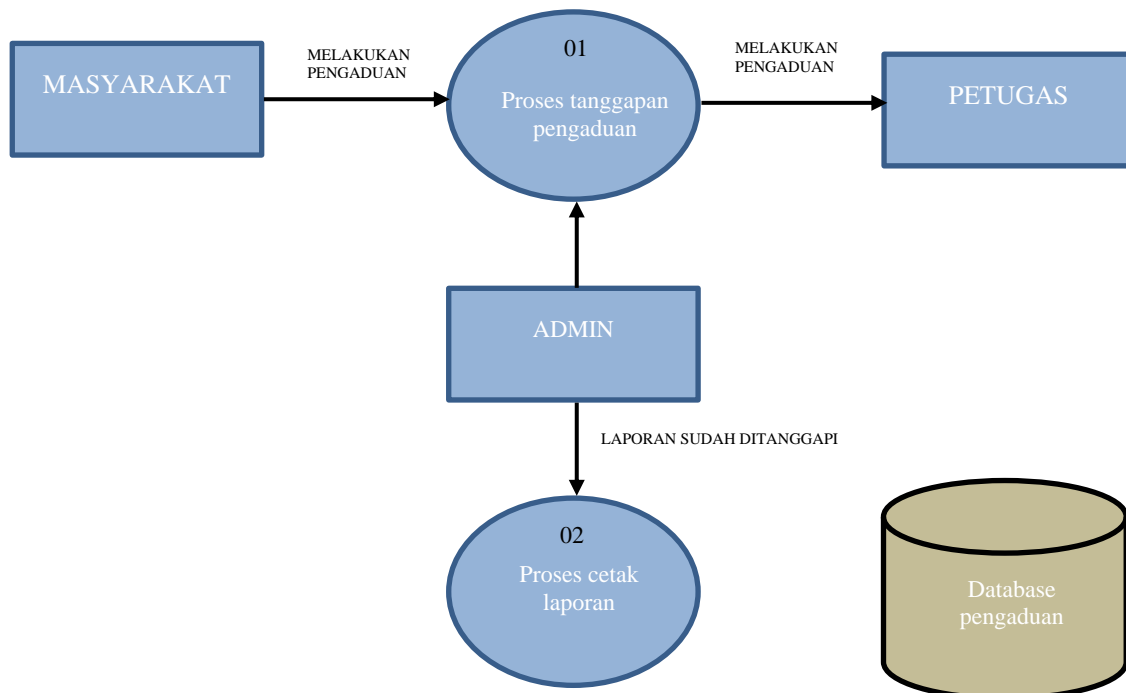 MASYARAKAT
MELAKUKAN
PENGADUAN
01
Proses tanggapan
pengaduan
MELAKUKAN
PENGADUAN
PETUGAS
ADMIN
LAPORAN SUDAH DITANGGAPI
02
Proses cetak
laporan
Database
pengaduan